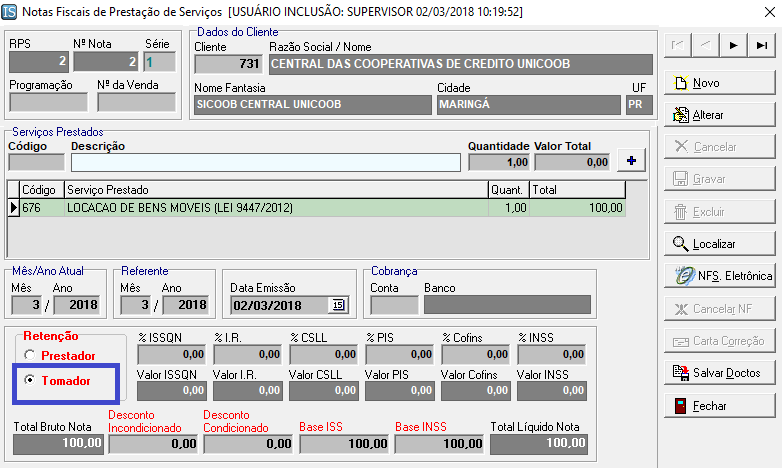 IS Notas Fiscais de Prestação de Serviços [USUÁRIO INCLUSÃO: SUPERVISOR 02/03/2018 10:19:52]
RPS Nº Nota Série
2 2 1
Programação Nº da Venda
Dados do Cliente
Cliente Razão Social / Nome
731 CENTRAL DAS COOPERATIVAS DE CREDITO UNICOOB
Nome Fantasia Cidade UF
SICOOB CENTRAL UNICOOB MARINGÁ PR
Serviços Prestados
Código Descrição Quantidade Valor Total
1,00 0,00 +
Código Serviço Prestado Quant. Total
676 LOCACAO DE BENS MOVEIS (LEI 9447/2012) 1,00 100,00
Mês/Ano Atual
Mês Ano
3 / 2018
Referente
Mês Ano
3 / 2018
Data Emissão
02/03/2018 15
Cobrança
Conta Banco
Retenção
Prestador
Tomador
% ISSQN % I.R. % CSLL % PIS % Cofins % INSS
0,00 0,00 0,00 0,00 0,00 0,00
Valor ISSQN Valor I.R. Valor CSLL Valor PIS Valor Cofins Valor INSS
0,00 0,00 0,00 0,00 0,00 0,00
Total Bruto Nota
100,00
Desconto
Incondicionado
0,00
Desconto
Condicionado
0,00
Base ISS
100,00
Base INSS
100,00
Total Líquido Nota
100,00
Novo
Alterar
Cancelar
Gravar
Excluir
Localizar
NFS. Eletrônica
Cancelar NF
Carta Correção
Salvar Doctos
Fechar